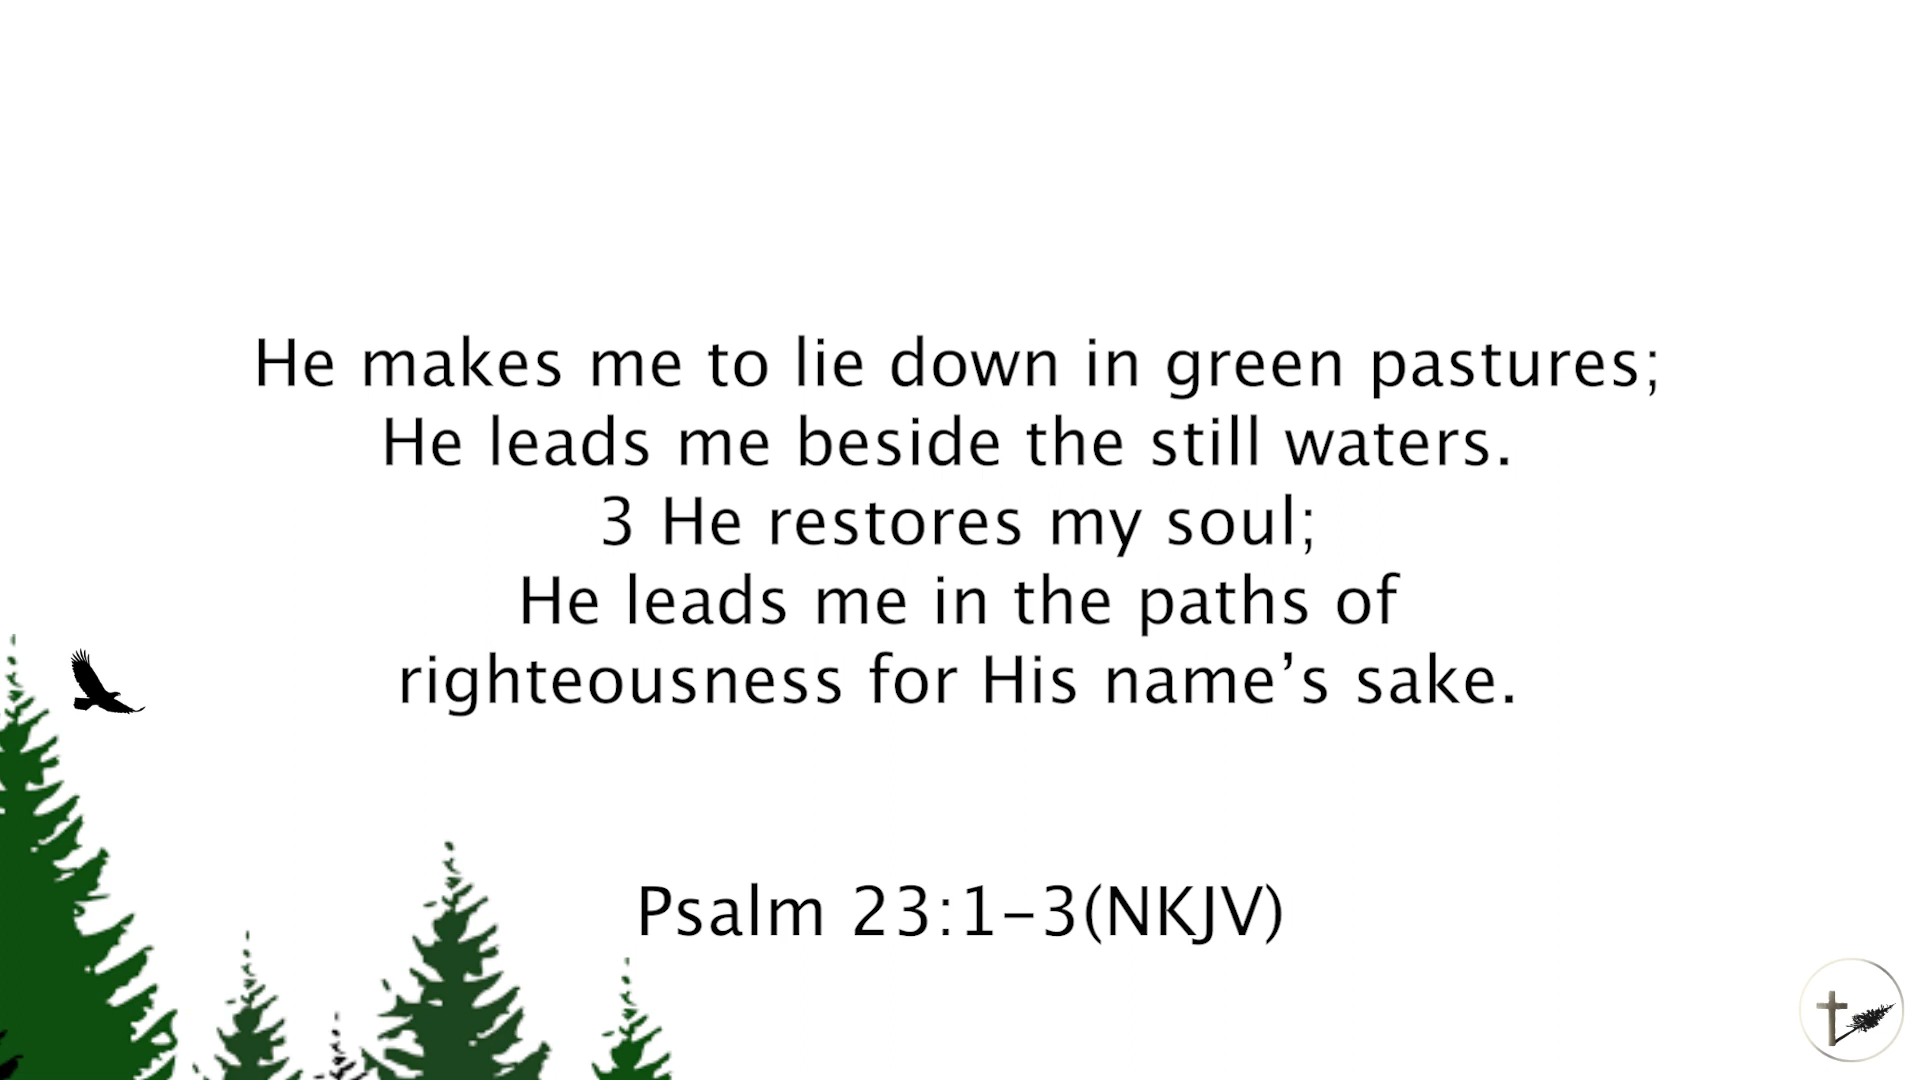 He makes me to lie down in green pastures;
He leads me beside the still waters.
3 He restores my soul;
He leads me in the paths of
righteousness for His name’s sake.
Psalm 23:1–3(NKJV)